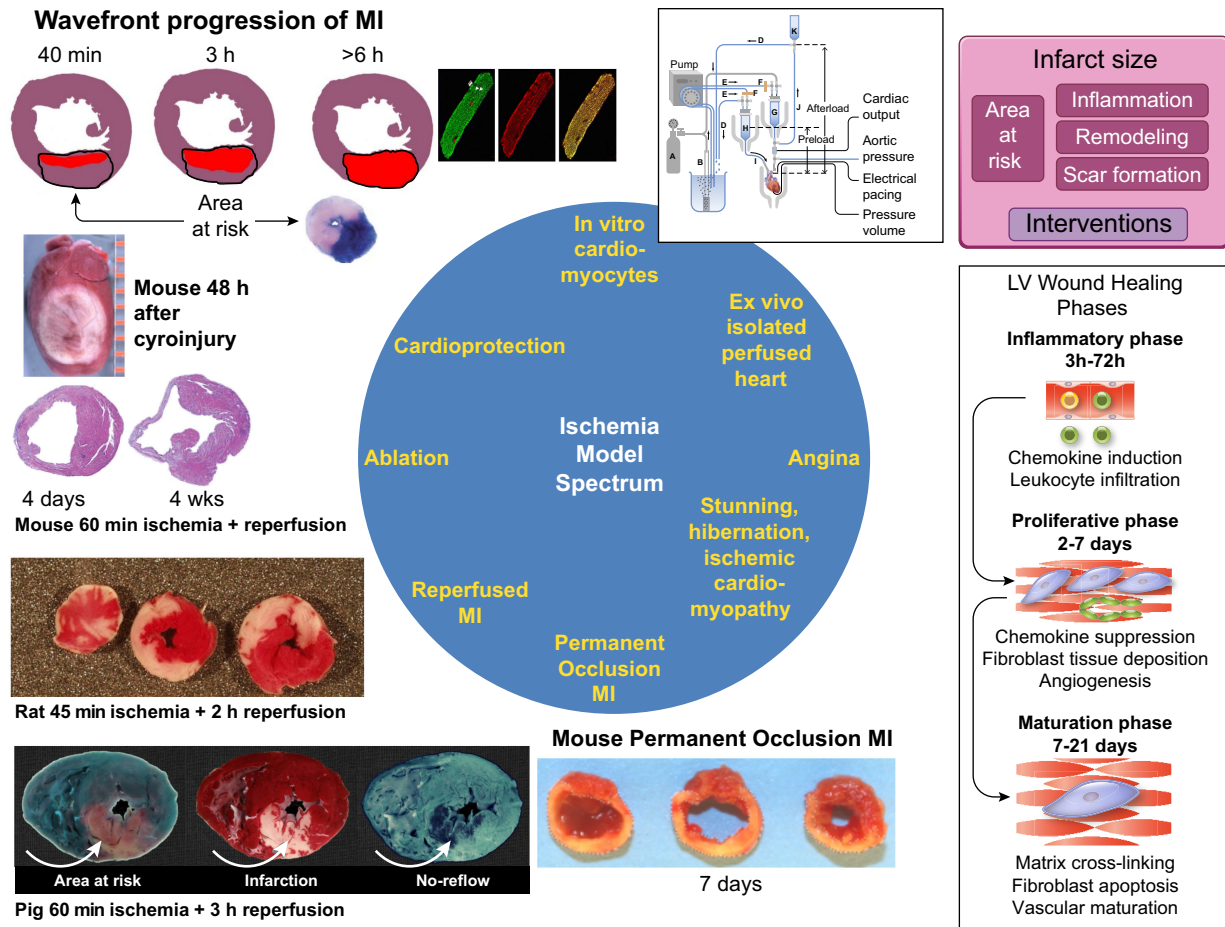 Wavefront progression of MI
40 min
3 h
>6 h
Area
at risk
Mouse 48 h
after
cyroinjury
4 days
4 wks
Mouse 60 min ischemia + reperfusion
Rat 45 min ischemia + 2 h reperfusion
Area at risk
Infarction
No-reflow
Pig 60 min ischemia + 3 h reperfusion
In vitro
cardio-
myocytes
Ex vivo
isolated
perfused
heart
Cardioprotection
Ischemia
Model
Spectrum
Ablation
Angina
Stunning,
hibernation,
ischemic
cardio-
myopathy
Reperfused
MI
Permanent
Occlusion
MI
Mouse Permanent Occlusion MI
7 days
Pump
K
D
E
F
E
F
G
J
Afterload
H
D
Preload
A
B
I
Cardiac
output
Aortic
pressure
Electrical
pacing
Pressure
volume
Infarct size
Area
at
risk
Inflammation
Remodeling
Scar formation
Interventions
LV Wound Healing
Phases
Inflammatory phase
3h-72h
Chemokine induction
Leukocyte infiltration
Proliferative phase
2-7 days
Chemokine suppression
Fibroblast tissue deposition
Angiogenesis
Maturation phase
7-21 days
Matrix cross-linking
Fibroblast apoptosis
Vascular maturation